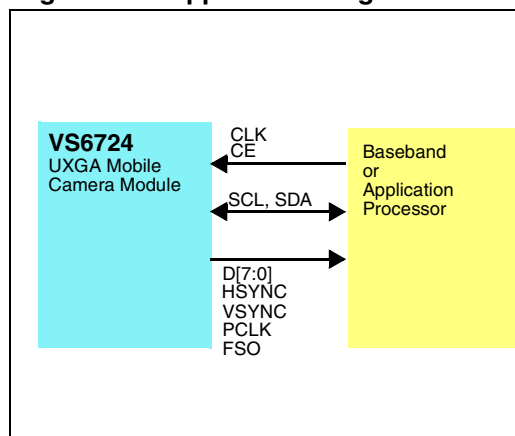 VS6724
UXGA Mobile
Camera Module
CLK
CE
SCL, SDA
D[7:0]
HSYNC
VSYNC
PCLK
FSO
Baseband
or
Application
Processor